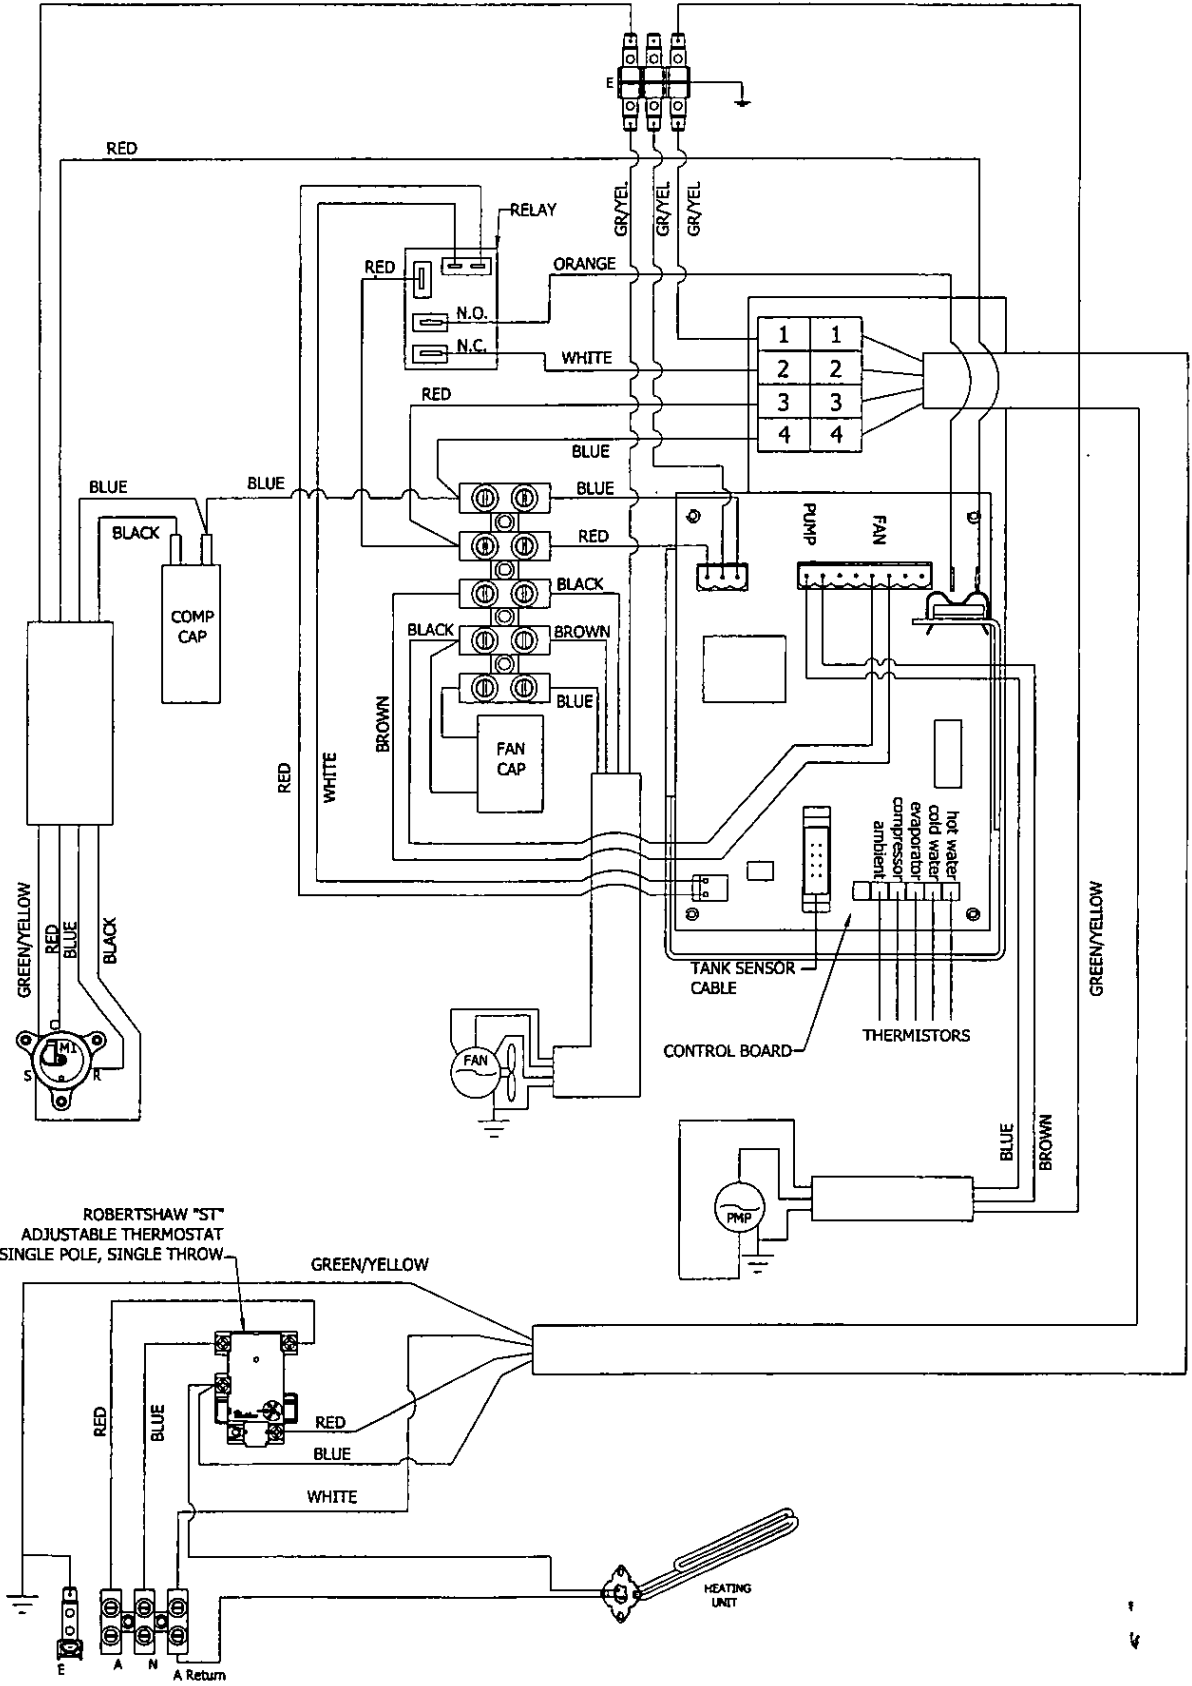 E
RED
GR/YEL
GR/YEL
GR/YEL
RELAY
RED
ORANGE
N.O.
N.C.
WHITE
1 1
2 2
3 3
4 4
RED
BLUE
BLUE
BLUE
BLUE
BLACK
RED
PUMP
FAN
COMP
CAP
BLACK
BLACK
BROWN
BLUE
BROWN
FAN
CAP
RED
WHITE
hot water
cold water
evaporator
compressor
ambient
GREEN/YELLOW
RED
BLUE
BLACK
GREEN/YELLOW
TANK SENSOR
CABLE
THERMISTORS
CONTROL BOARD
M1
S
R
FAN
BLUE
BROWN
PMP
ROBERTSHAW "ST"
ADJUSTABLE THERMOSTAT
SINGLE POLE, SINGLE THROW
GREEN/YELLOW
RED
BLUE
RED
BLUE
WHITE
HEATING
UNIT
E
A
N
A Return